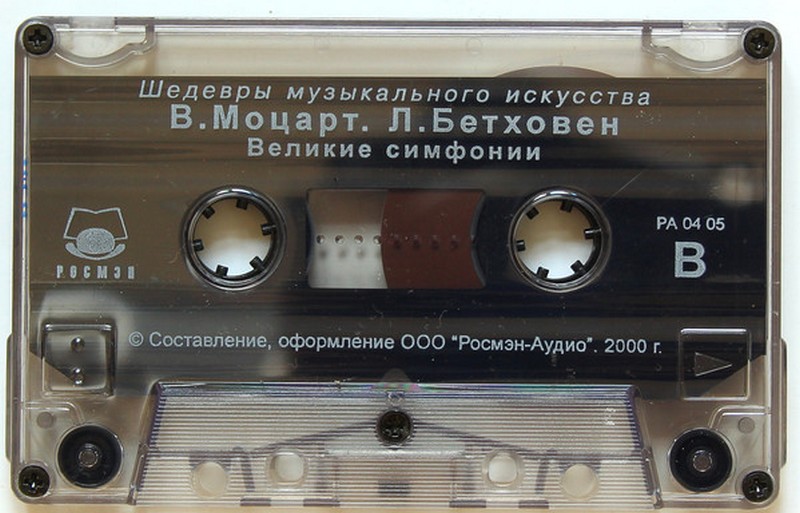 Шедевры музыкального искусства
В.Моцарт. Л.Бетховен
Великие симфонии
РА 04 05
В
РОСМЭН
© Составление, оформление ООО "Росмэн-Аудио". 2000 г.